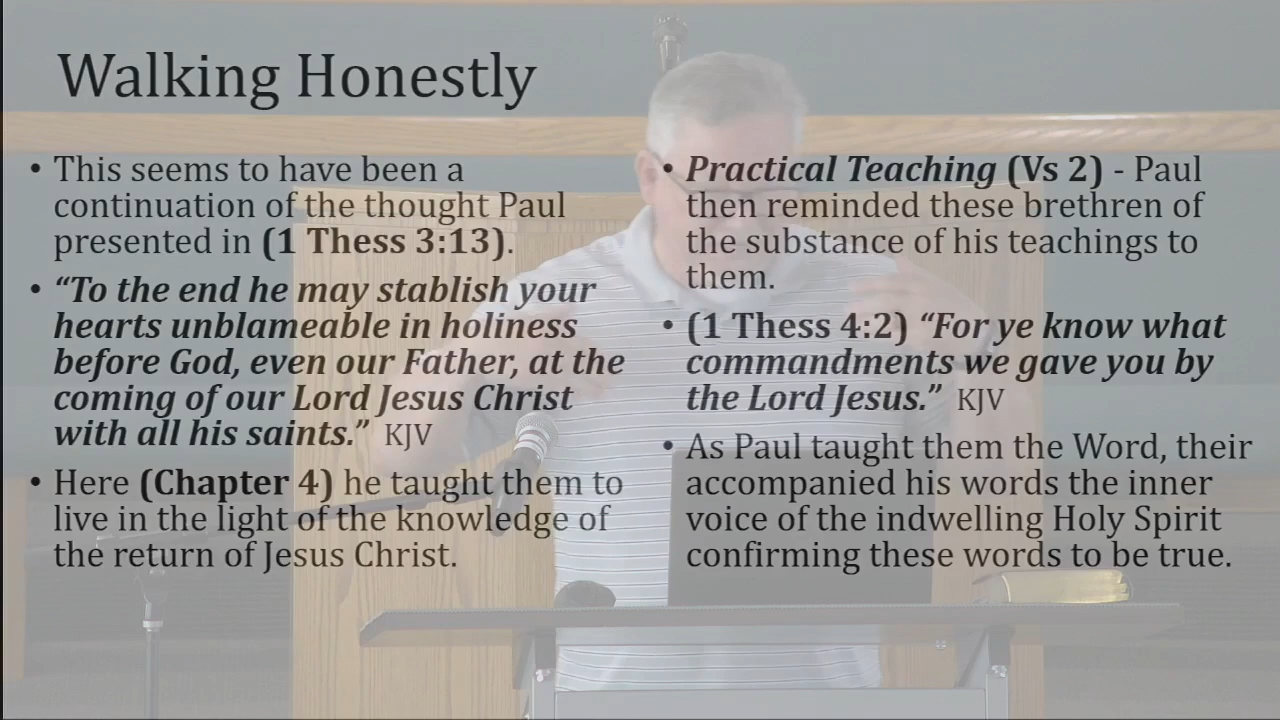 Walking Honestly
• This seems to have been a
continuation of the thought Paul
presented in (1 Thess 3:13).
• “To the end he may stablish your
hearts unblameable in holiness
before God, even our Father, at the
coming of our Lord Jesus Christ
with all his saints.” KJV
• Here (Chapter 4) he taught them to
live in the light of the knowledge of
the return of Jesus Christ.
• Practical Teaching (Vs 2) - Paul
then reminded these brethren of
the substance of his teachings to
them.
• (1 Thess 4:2) “For ye know what
commandments we gave you by
the Lord Jesus.” KJV
• As Paul taught them the Word, their
accompanied his words the inner
voice of the indwelling Holy Spirit
confirming these words to be true.